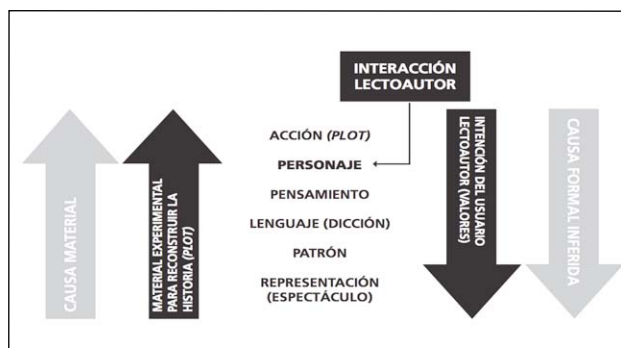 INTERACCIÓN
LECTOAUTOR
ACCIÓN (PLOT)
PERSONAJE
PENSAMIENTO
LENGUAJE (DICCIÓN)
PATRÓN
REPRESENTACIÓN
(ESPECTÁCULO)
CAUSA MATERIAL
MATERIAL EXPERIMENTAL
PARA RECONSTRUIR LA
HISTORIA (PLOT)
INTENCIÓN DEL USUARIO
LECTOAUTOR (VALORES)
CAUSA FORMAL INFERIDA